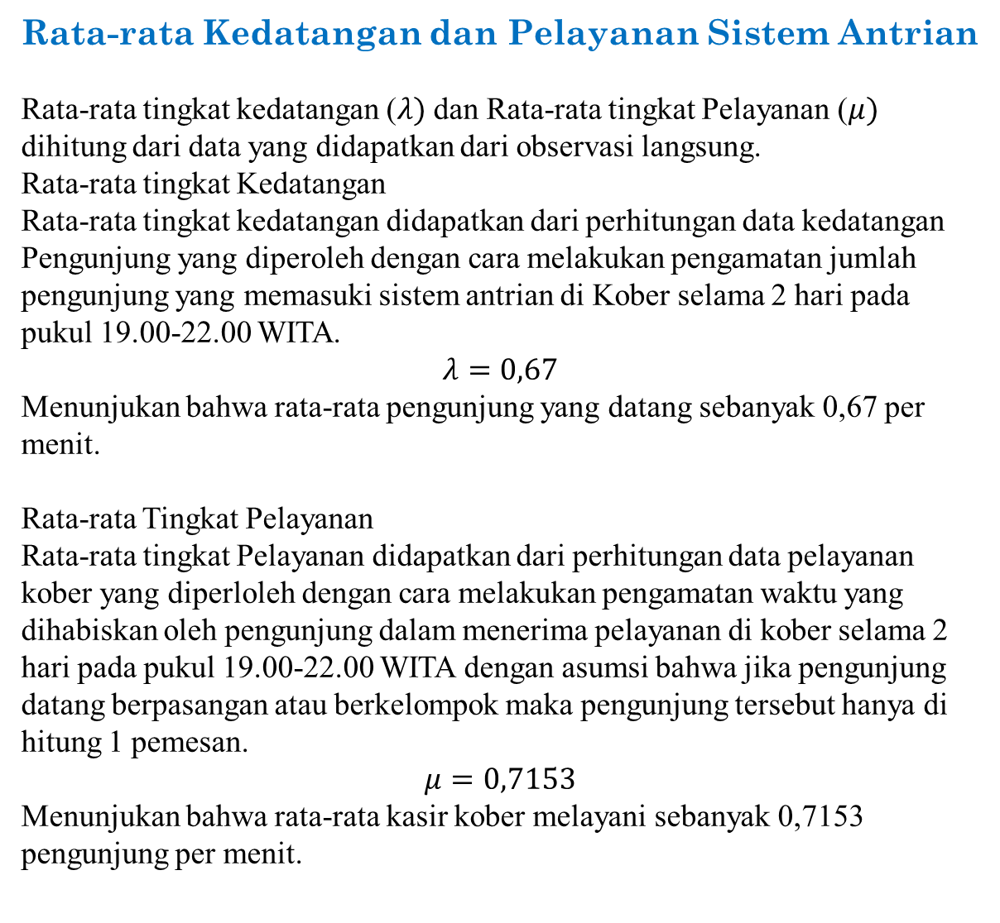 Rata-rata Kedatangan dan Pelayanan Sistem Antrian
Rata-rata tingkat kedatangan (λ) dan Rata-rata tingkat Pelayanan (μ)
dihitung dari data yang didapatkan dari observasi langsung.
Rata-rata tingkat Kedatangan
Rata-rata tingkat kedatangan didapatkan dari perhitungan data kedatangan
Pengunjung yang diperoleh dengan cara melakukan pengamatan jumlah
pengunjung yang memasuki sistem antrian di Kober selama 2 hari pada
pukul 19.00-22.00 WITA.
λ = 0,67
Menunjukan bahwa rata-rata pengunjung yang datang sebanyak 0,67 per
menit.
Rata-rata Tingkat Pelayanan
Rata-rata tingkat Pelayanan didapatkan dari perhitungan data pelayanan
kober yang diperloleh dengan cara melakukan pengamatan waktu yang
dihabiskan oleh pengunjung dalam menerima pelayanan di kober selama 2
hari pada pukul 19.00-22.00 WITA dengan asumsi bahwa jika pengunjung
datang berpasangan atau berkelompok maka pengunjung tersebut hanya di
hitung 1 pemesan.
μ = 0,7153
Menunjukan bahwa rata-rata kasir kober melayani sebanyak 0,7153
pengunjung per menit.